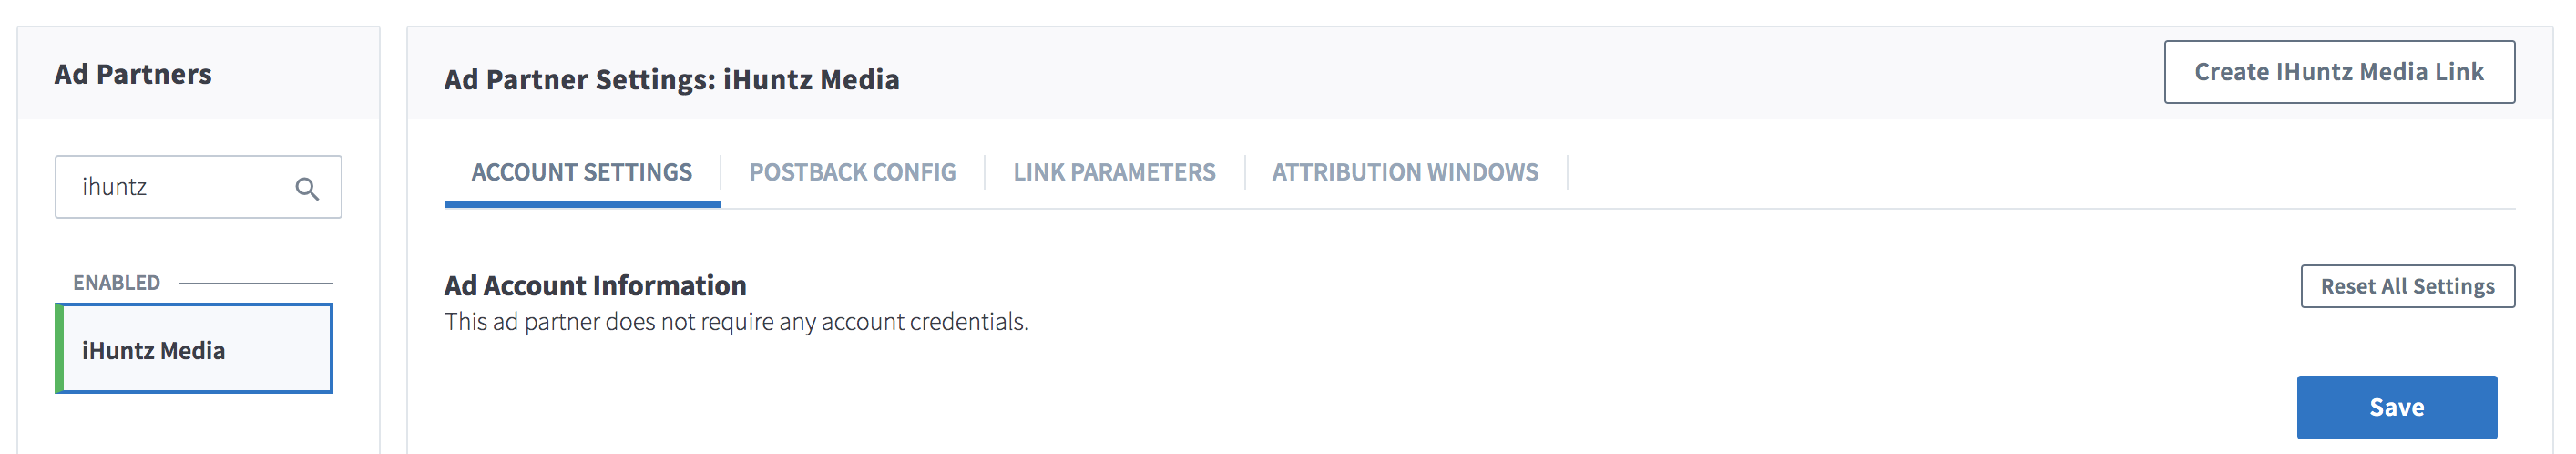 Ad Partners
ihuntz
ENABLED
iHuntz Media
Ad Partner Settings: iHuntz Media
Create IHuntz Media Link
ACCOUNT SETTINGS
POSTBACK CONFIG
LINK PARAMETERS
ATTRIBUTION WINDOWS
Ad Account Information
Reset All Settings
This ad partner does not require any account credentials.
Save